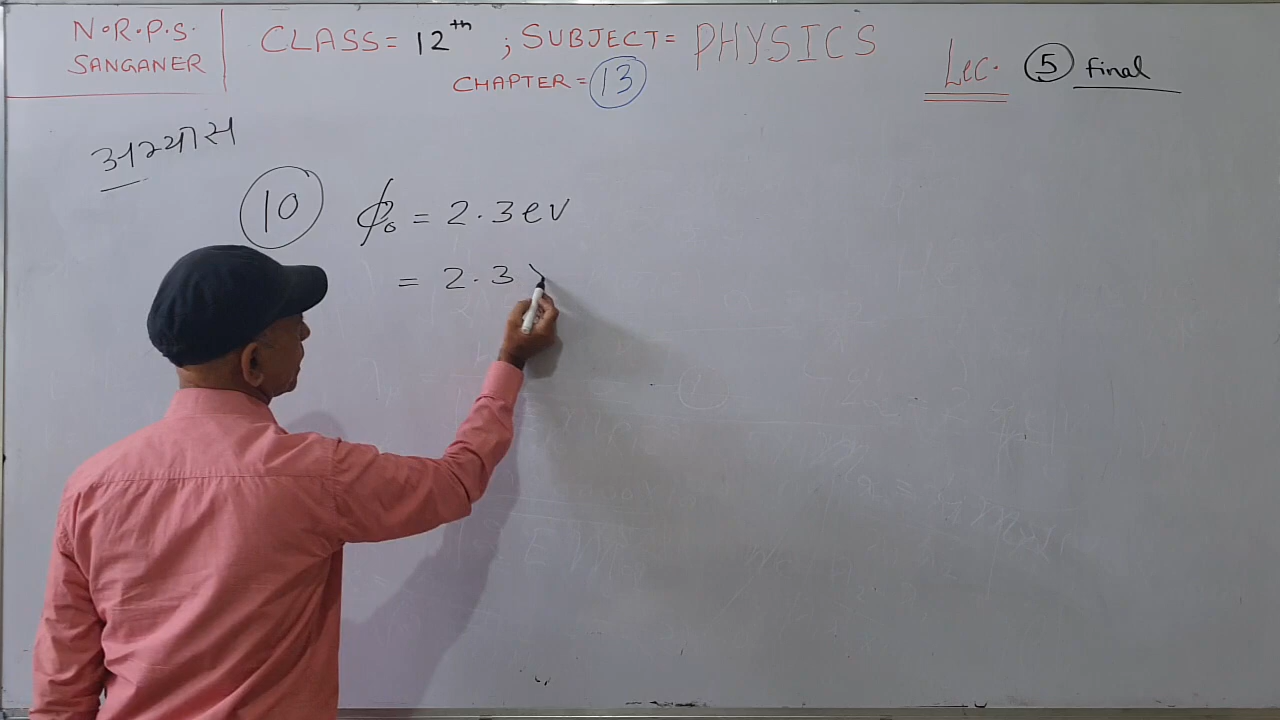 N.R.P.S.
SANGANER
CLASS = 12th ; SUBJECT = PHYSICS
CHAPTER = 13
Lec. 5 final
अभ्यास
10 ϕ₀ = 2.3 ev
= 2.3